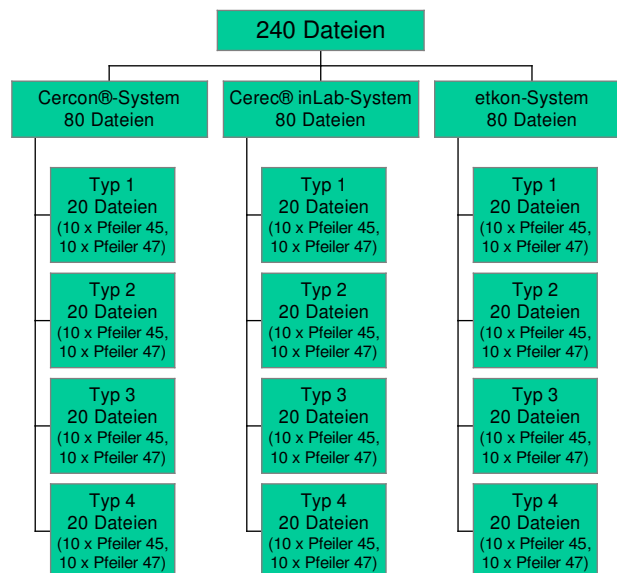 240 Dateien
Cercon®-System
80 Dateien
Cerec® inLab-System
80 Dateien
etkon-System
80 Dateien
Typ 1
20 Dateien
(10 x Pfeiler 45,
10 x Pfeiler 47)
Typ 2
20 Dateien
(10 x Pfeiler 45,
10 x Pfeiler 47)
Typ 3
20 Dateien
(10 x Pfeiler 45,
10 x Pfeiler 47)
Typ 4
20 Dateien
(10 x Pfeiler 45,
10 x Pfeiler 47)
Typ 1
20 Dateien
(10 x Pfeiler 45,
10 x Pfeiler 47)
Typ 2
20 Dateien
(10 x Pfeiler 45,
10 x Pfeiler 47)
Typ 3
20 Dateien
(10 x Pfeiler 45,
10 x Pfeiler 47)
Typ 4
20 Dateien
(10 x Pfeiler 45,
10 x Pfeiler 47)
Typ 1
20 Dateien
(10 x Pfeiler 45,
10 x Pfeiler 47)
Typ 2
20 Dateien
(10 x Pfeiler 45,
10 x Pfeiler 47)
Typ 3
20 Dateien
(10 x Pfeiler 45,
10 x Pfeiler 47)
Typ 4
20 Dateien
(10 x Pfeiler 45,
10 x Pfeiler 47)